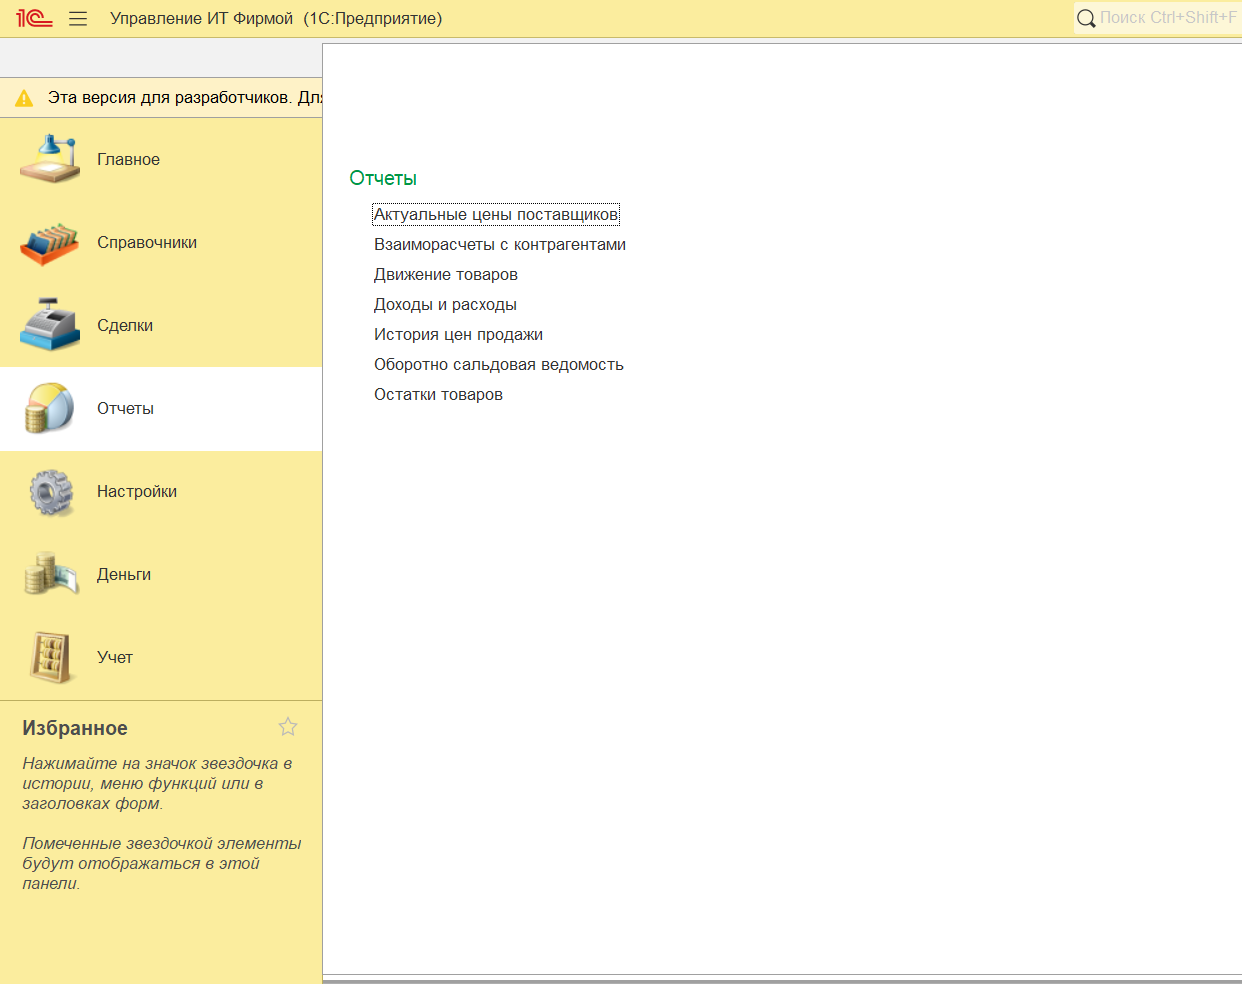 1С Управление ИТ Фирмой (1С:Предприятие) Поиск Ctrl+Shift+F
Эта версия для разработчиков. Для
Главное
Справочники
Сделки
Отчеты
Настройки
Деньги
Учет
Избранное
Нажимайте на значок звездочка в
истории, меню функций или в
заголовках форм.
Помеченные звездочкой элементы
будут отображаться в этой
панели.
Отчеты
Актуальные цены поставщиков
Взаиморасчеты с контрагентами
Движение товаров
Доходы и расходы
История цен продажи
Оборотно сальдовая ведомость
Остатки товаров